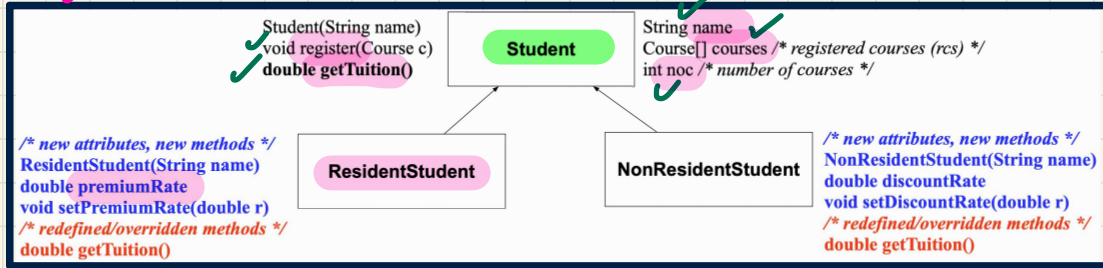 Student(String name)
void register(Course c)
double getTuition()
Student
String name
Course[] courses /* registered courses (rcs) */
int noc /* number of courses */
/* new attributes, new methods */
ResidentStudent(String name)
double premiumRate
void setPremiumRate(double r)
/* redefined/overridden methods */
double getTuition()
ResidentStudent
NonResidentStudent
/* new attributes, new methods */
NonResidentStudent(String name)
double discountRate
void setDiscountRate(double r)
/* redefined/overridden methods */
double getTuition()